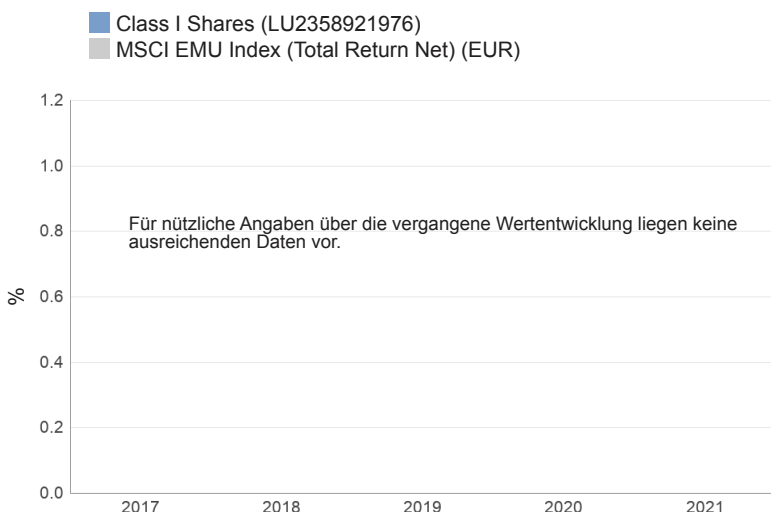 Class I Shares (LU2358921976)
MSCI EMU Index (Total Return Net) (EUR)
1.2
1.0
Für nützliche Angaben über die vergangene Wertentwicklung liegen keine
0.8
ausreichenden Daten vor.
%
0.6
0.4
0.2
0.0
2017 2018 2019 2020 2021